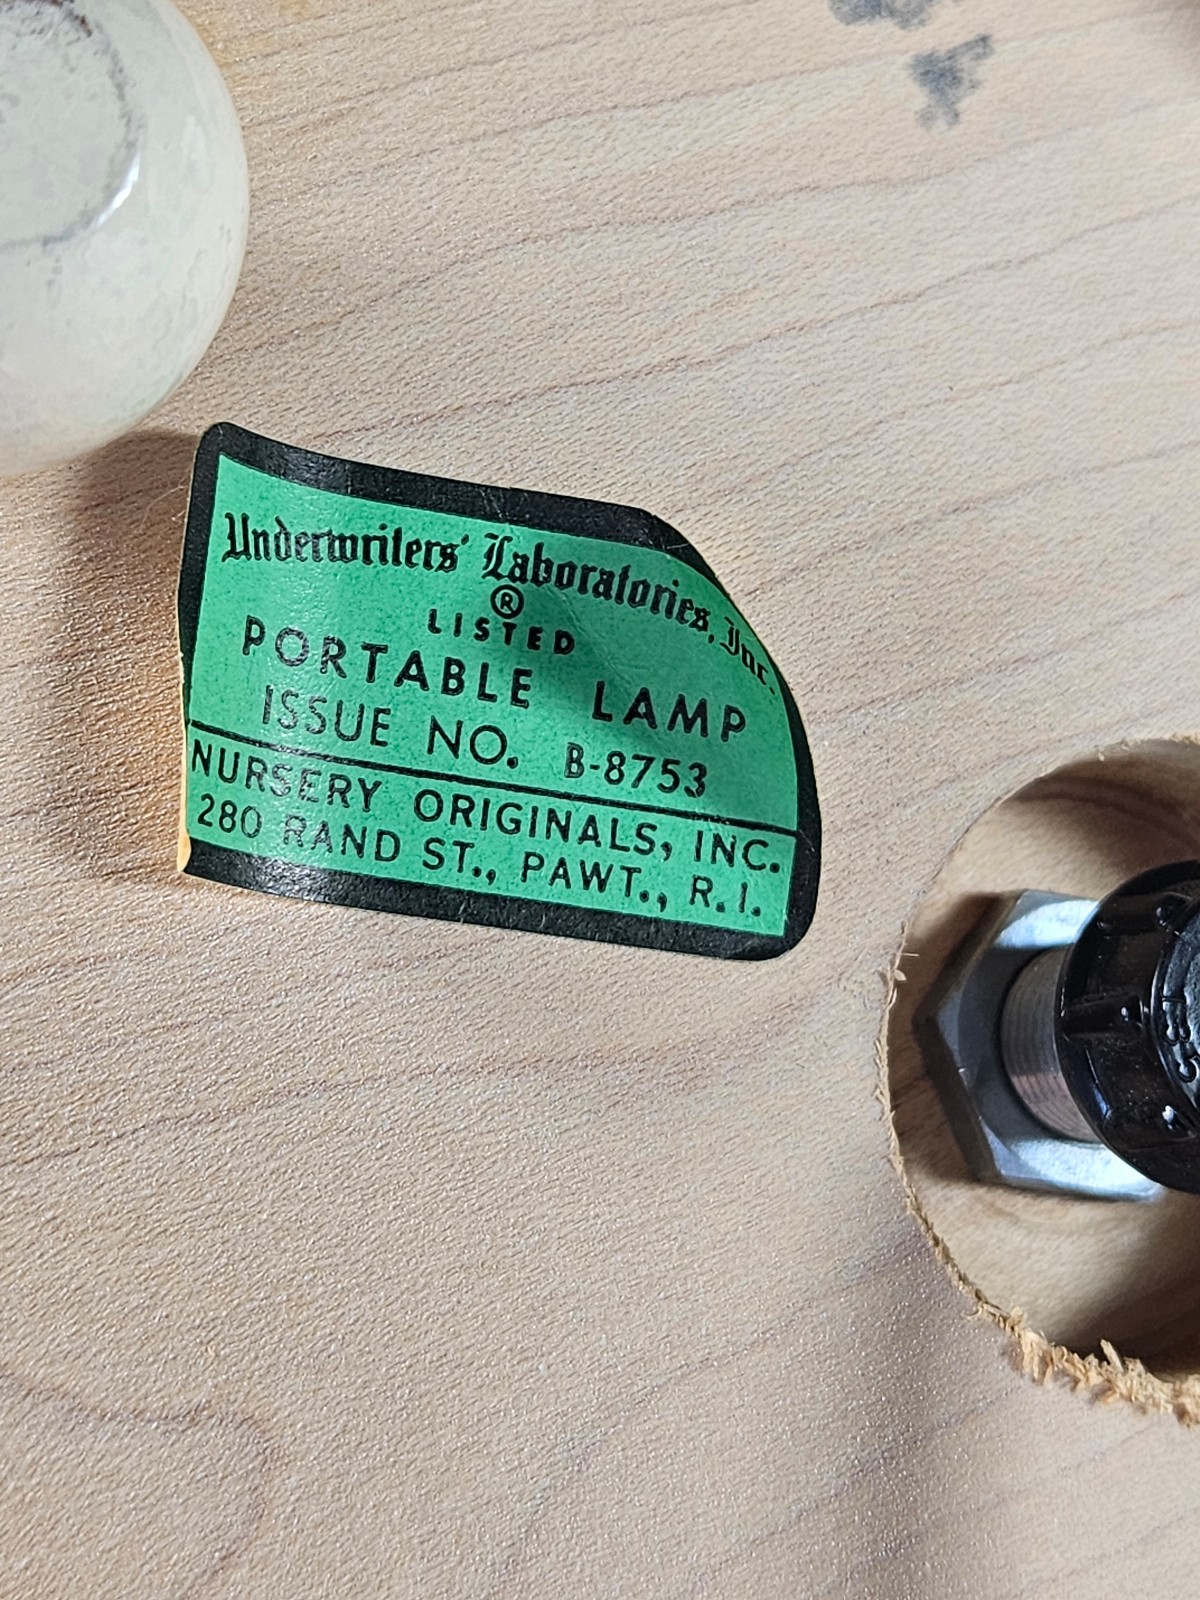 Underwriters' Laboratories, Inc.
®
LISTED
PORTABLE LAMP
ISSUE NO. B-8753
NURSERY ORIGINALS, INC.
280 RAND ST., PAWT., R.I.